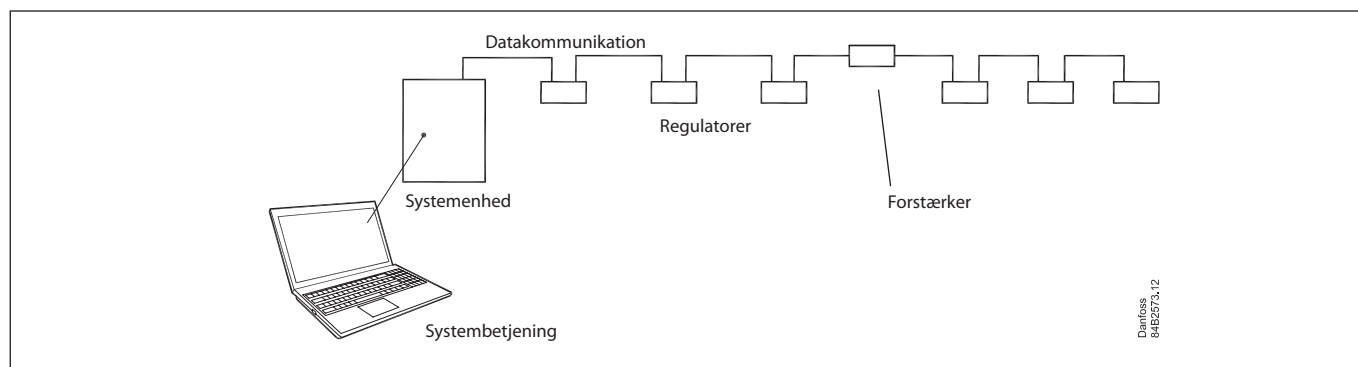 Datakommunikation
Regulatorer
Systemenhed
Forstærker
Systembetjening
Danfoss
84B2573.12